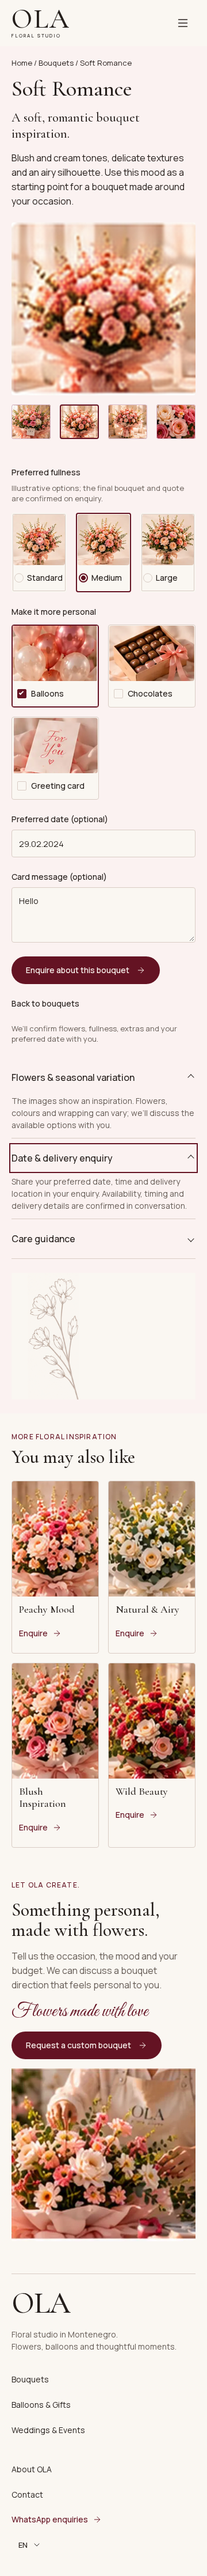 OLA
FLORAL STUDIO
Home / Bouquets / Soft Romance
Soft Romance
A soft, romantic bouquet
inspiration.
Blush and cream tones, delicate textures
and an airy silhouette. Use this mood as a
starting point for a bouquet made around
your occasion.
Preferred fullness
Illustrative options; the final bouquet and quote
are confirmed on enquiry.
Standard
Medium
Large
Make it more personal
For
You
Balloons
Chocolates
Greeting card
Preferred date (optional)
29.02.2024
Card message (optional)
Hello
Enquire about this bouquet
Back to bouquets
We'll confirm flowers, fullness, extras and your
preferred date with you.
Flowers & seasonal variation
The images show an inspiration. Flowers,
colours and wrapping can vary; we'll discuss the
available options with you.
Date & delivery enquiry
Share your preferred date, time and delivery
location in your enquiry. Availability, timing and
delivery details are confirmed in conversation.
Care guidance
MORE FLORAL INSPIRATION
You may also like
Peachy Mood
Enquire
Natural & Airy
Enquire
Blush
Inspiration
Enquire
Wild Beauty
Enquire
LET OLA CREATE.
Something personal,
made with flowers.
Tell us the occasion, the mood and your
budget. We can discuss a bouquet
direction that feels personal to you.
Flowers made with love
Request a custom bouquet
OLA
OLA
Floral studio in Montenegro.
Flowers, balloons and thoughtful moments.
Bouquets
Balloons & Gifts
Weddings & Events
About OLA
Contact
WhatsApp enquiries
EN